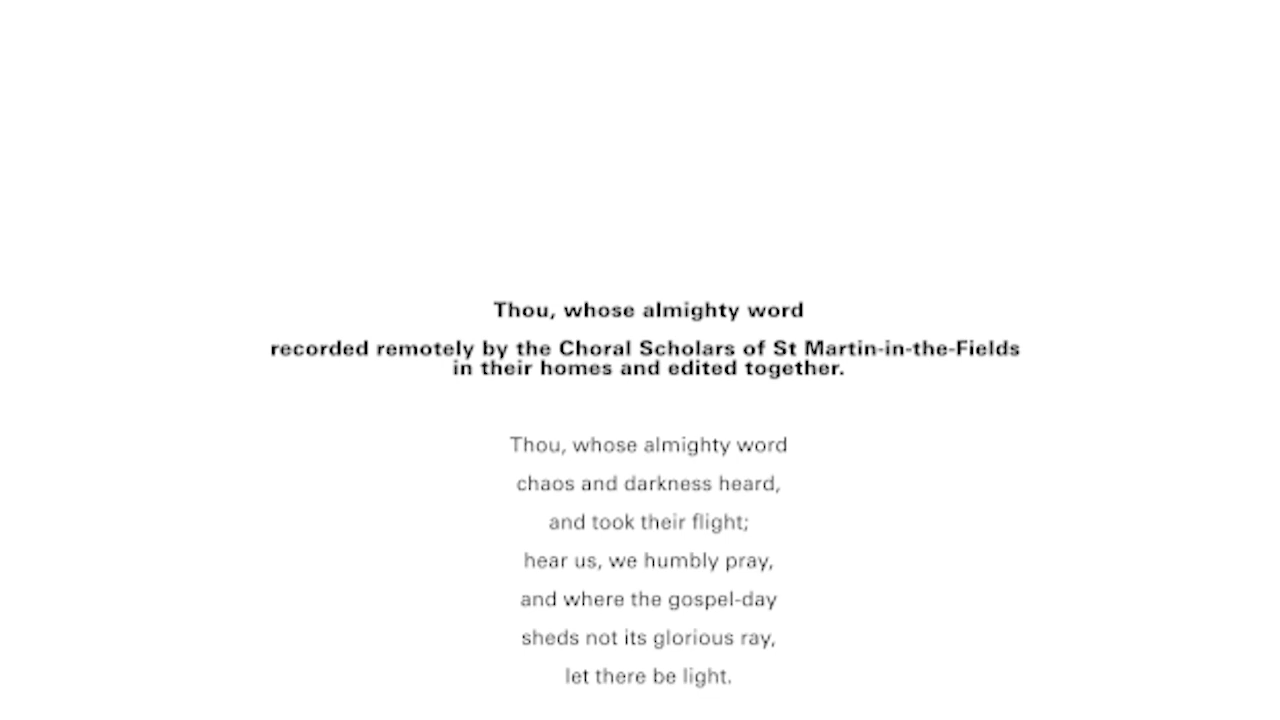 Thou, whose almighty word
recorded remotely by the Choral Scholars of St Martin-in-the-Fields
in their homes and edited together.
Thou, whose almighty word
chaos and darkness heard,
and took their flight;
hear us, we humbly pray,
and where the gospel-day
sheds not its glorious ray,
let there be light.